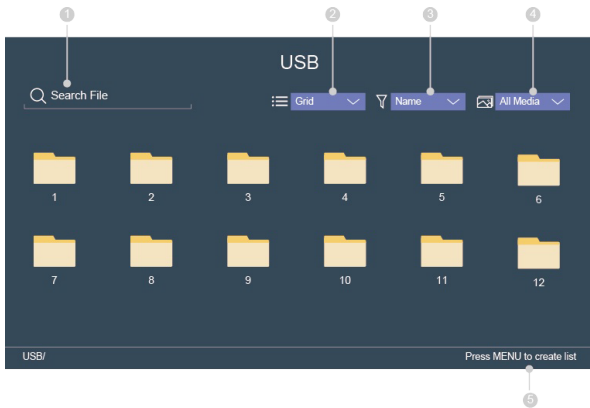 1 2 3 4
USB
Search File Grid Name All Media
1 2 3 4 5 6
7 8 9 10 11 12
USB/ Press MENU to create list
5